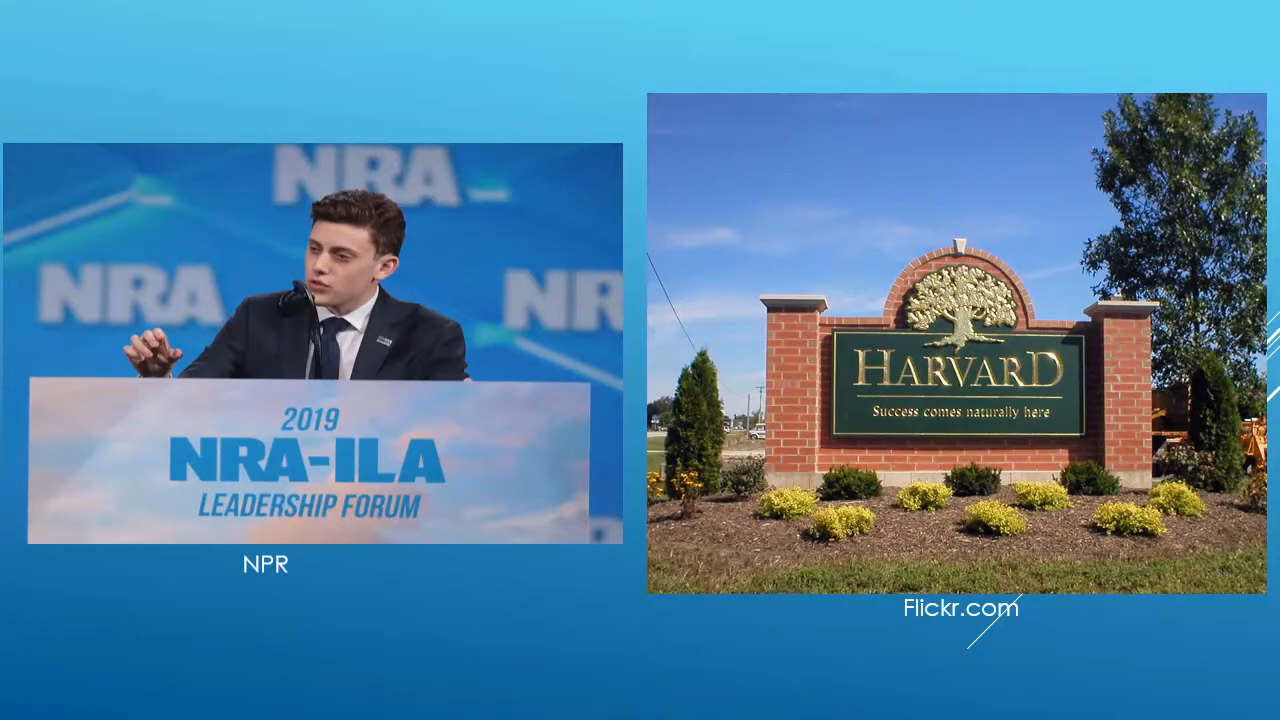 NRA
NRA
NR
2019
NRA-ILA
LEADERSHIP FORUM
NPR
HARVARD
Success comes naturally here
Flickr.com